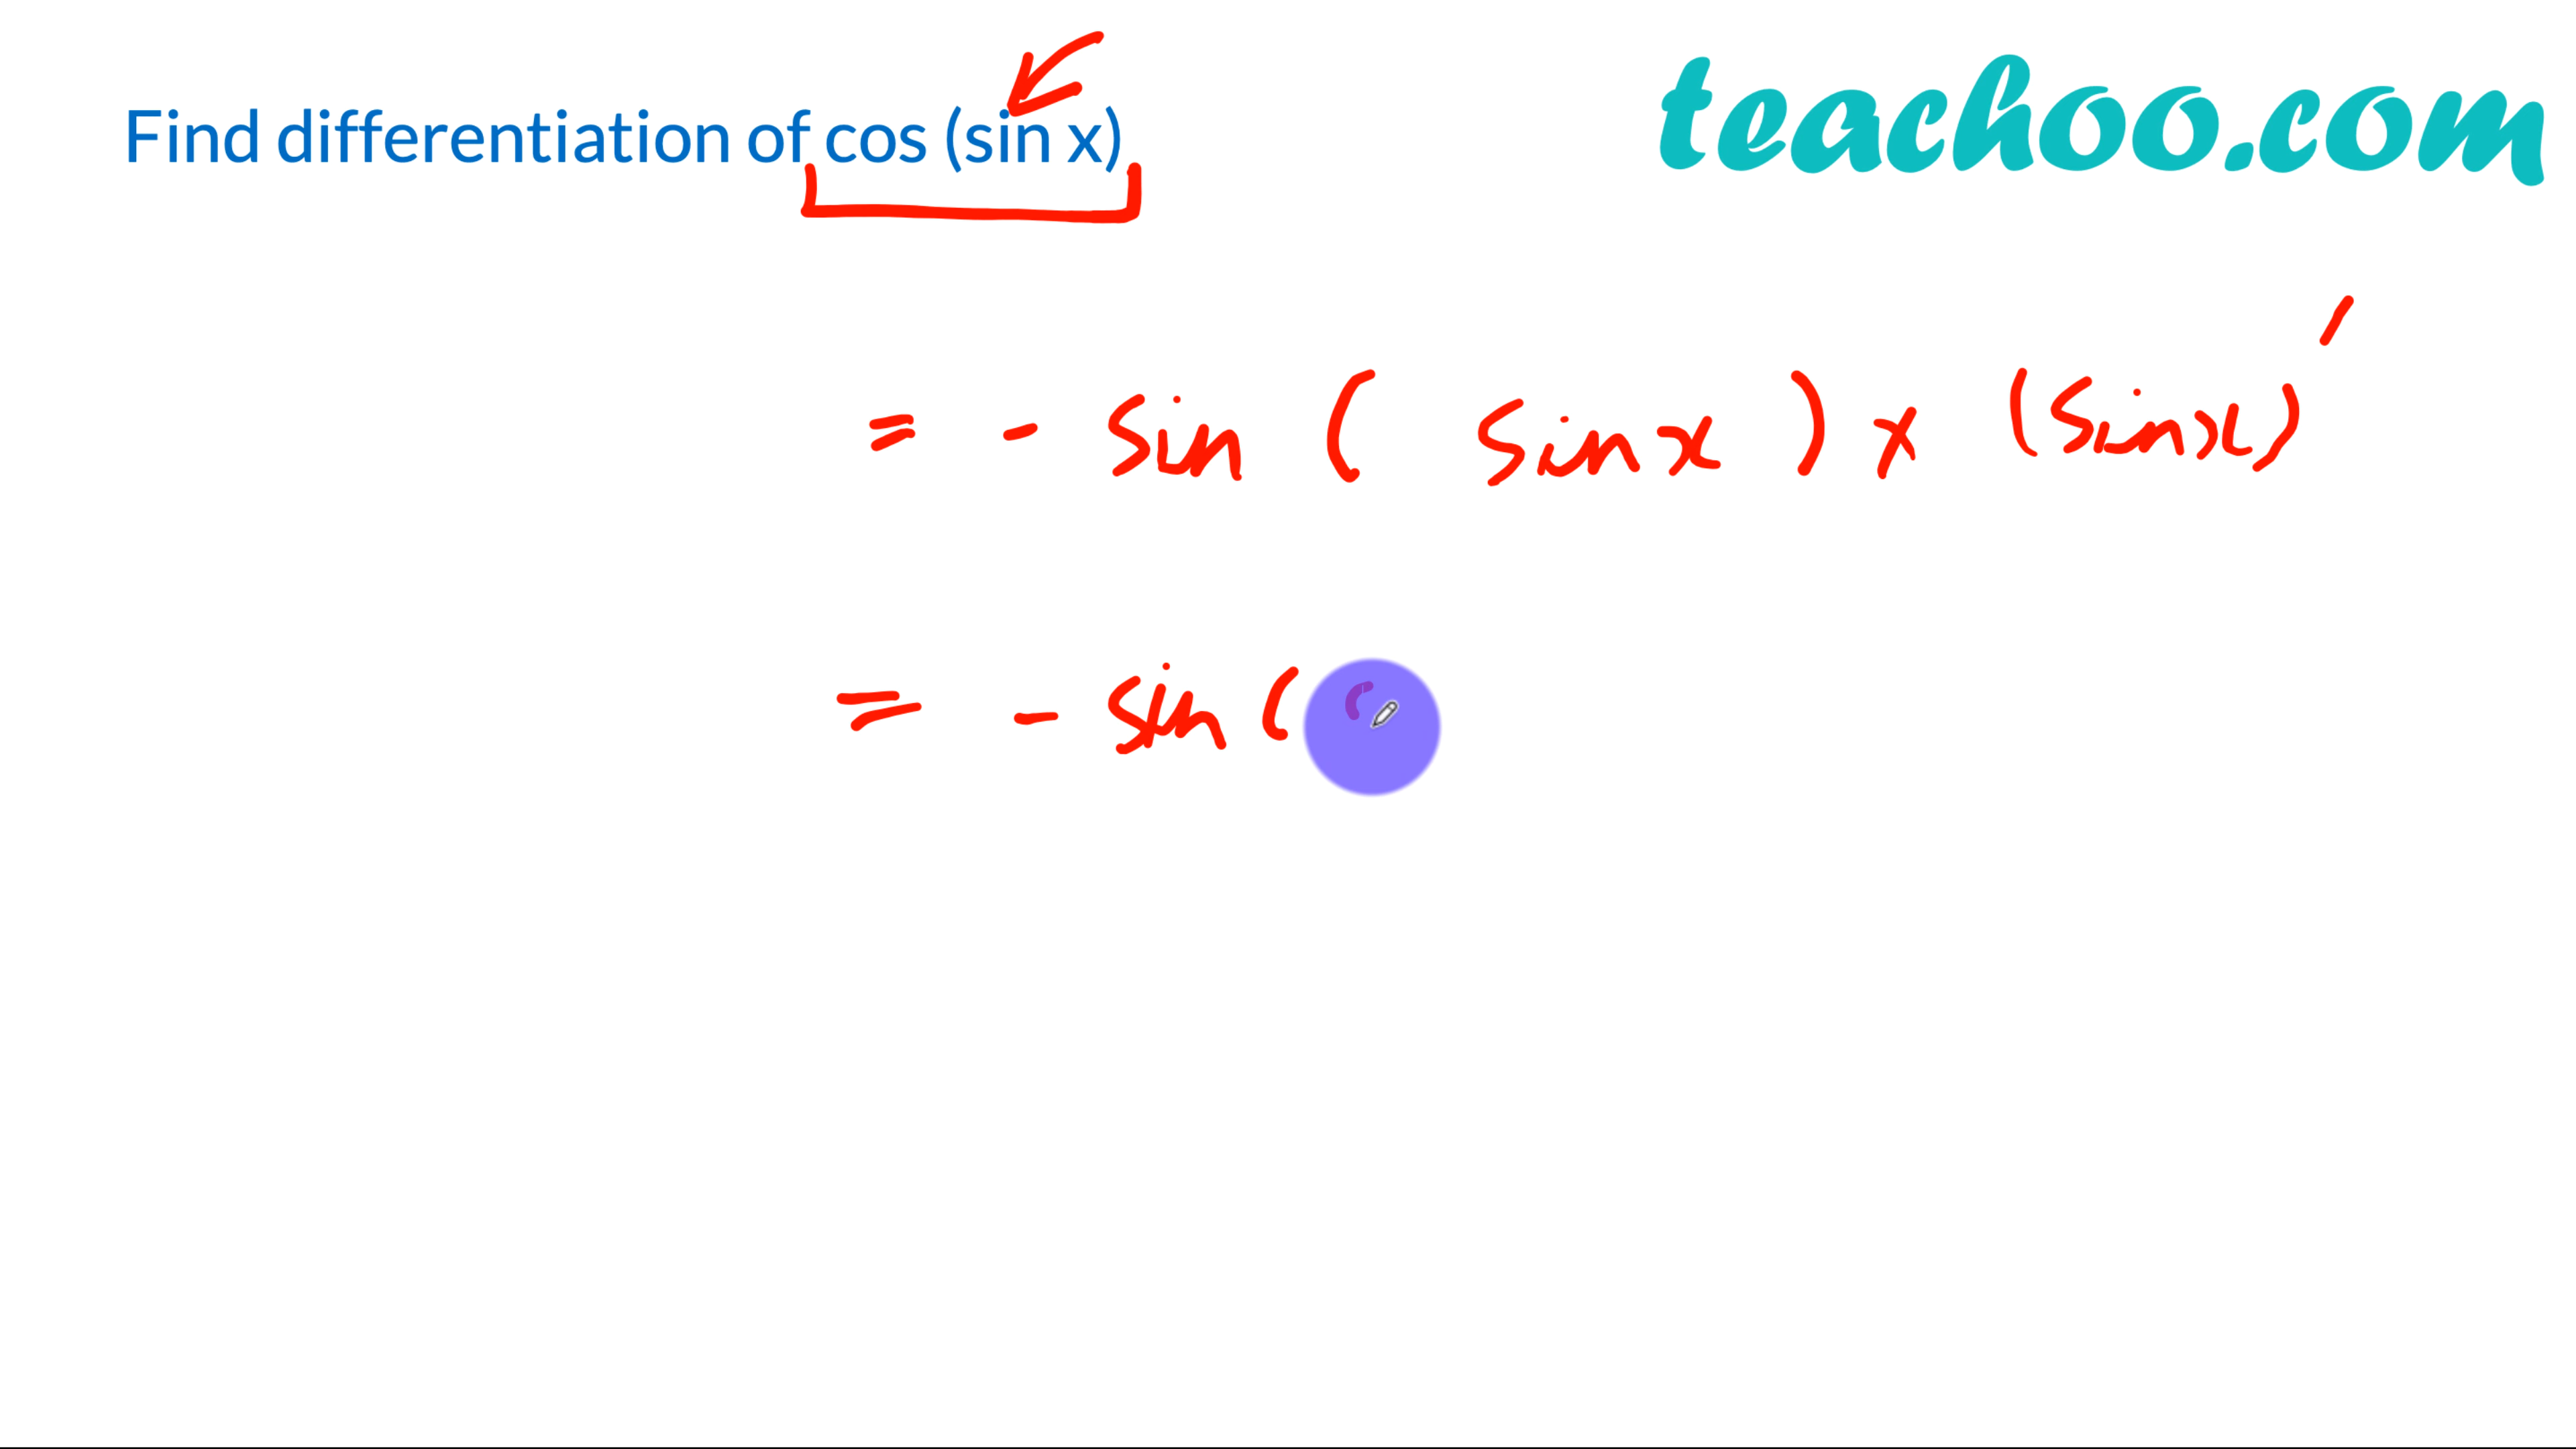 Find differentiation of cos (sin x)
teachoo.com
= - sin ( sin x ) x (sin x)'
= - sin (